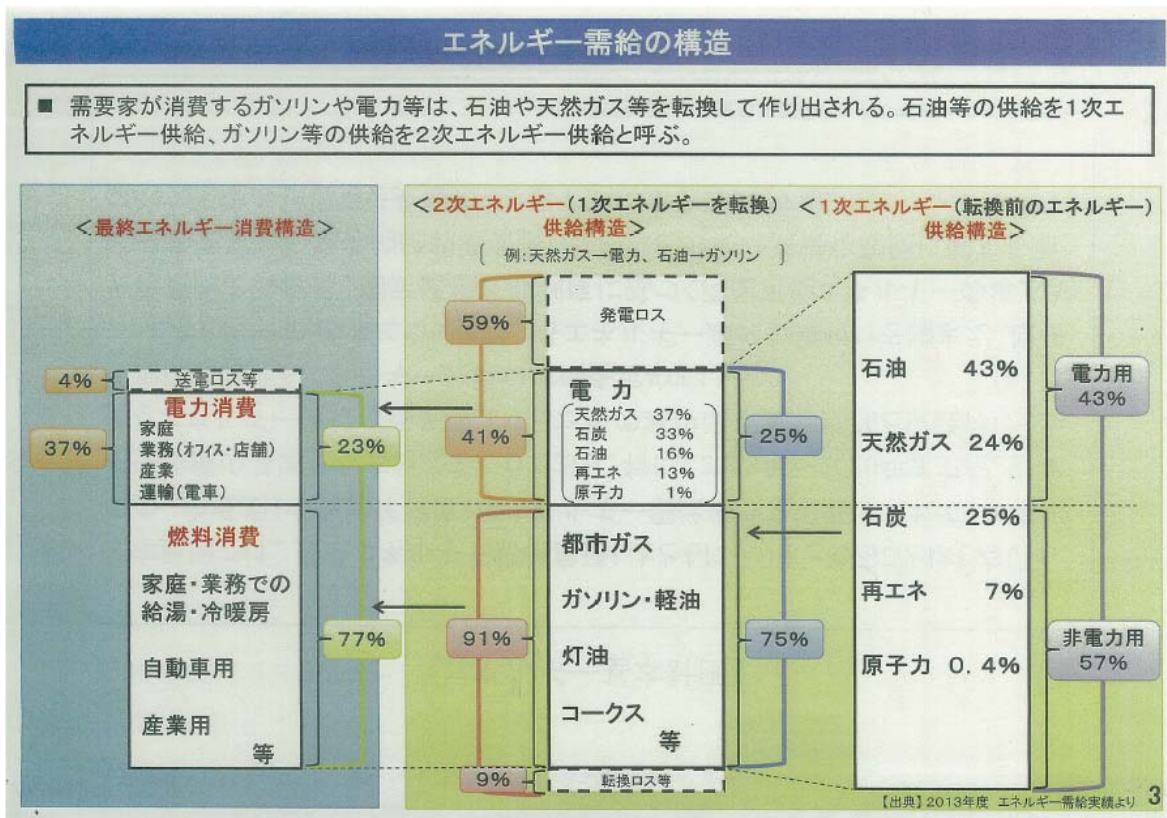 エネルギー需給の構造
■ 需要家が消費するガソリンや電力等は、石油や天然ガス等を転換して作り出される。石油等の供給を1次エ
ネルギー供給、ガソリン等の供給を2次エネルギー供給と呼ぶ。
＜最終エネルギー消費構造＞
4%
送電ロス等
37%
電力消費
家庭
業務(オフィス・店舗)
産業
運輸(電車)
23%
燃料消費
家庭・業務での
給湯・冷暖房
自動車用
産業用
等
77%
＜2次エネルギー(1次エネルギーを転換)
供給構造＞
〔 例:天然ガス→電力、石油→ガソリン 〕
59%
発電ロス
41%
電 力
天然ガス 37%
石炭 33%
石油 16%
再エネ 13%
原子力 1%
25%
91%
都市ガス
ガソリン・軽油
灯油
コークス
等
75%
9%
転換ロス等
＜1次エネルギー(転換前のエネルギー)
供給構造＞
石油 43%
天然ガス 24%
石炭 25%
再エネ 7%
原子力 0.4%
電力用
43%
非電力用
57%
【出典】2013年度 エネルギー需給実績より 3